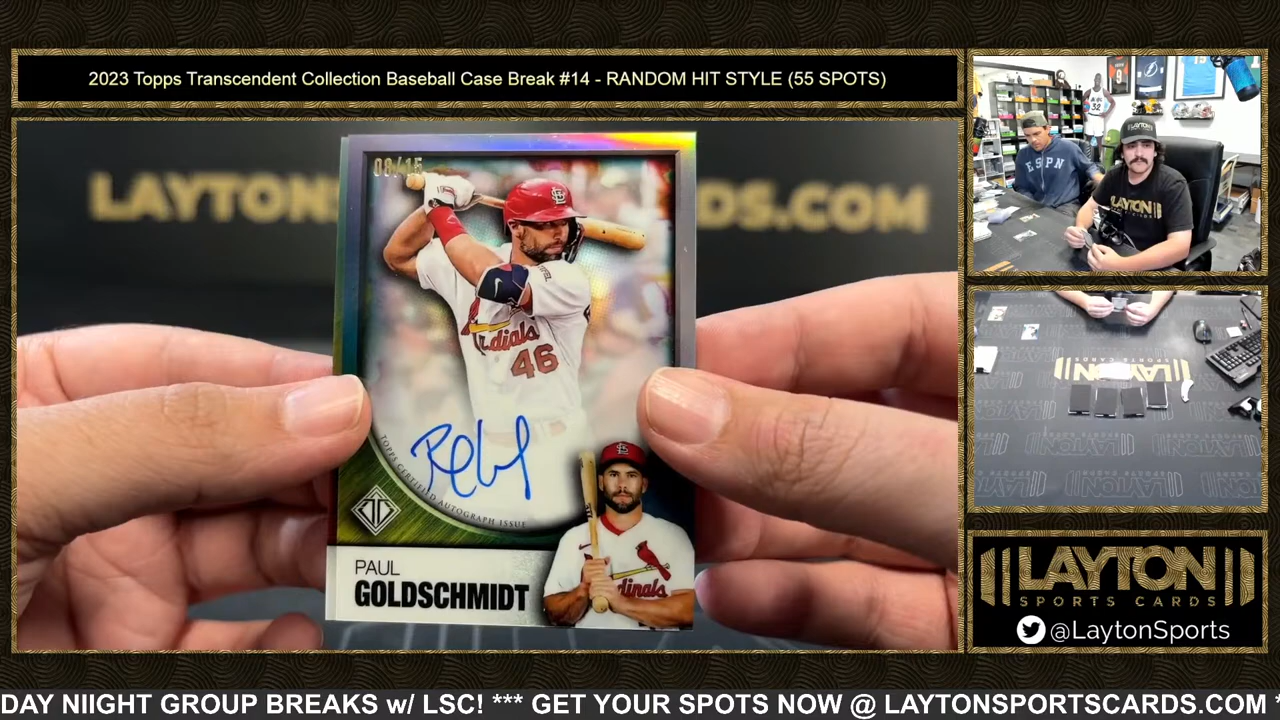 2023 Topps Transcendent Collection Baseball Case Break #14 - RANDOM HIT STYLE (55 SPOTS)
LAYTON
DS.COM
46
TOPPS CERTIFIED AUTOGRAPH ISSUE
PAUL
GOLDSCHMIDT
ESPN
LAYTON
LAYTON
SPORTS CARDS
@LaytonSports
DAY NIIGHT GROUP BREAKS w/ LSC! *** GET YOUR SPOTS NOW @ LAYTONSPORTSCARDS.COM *